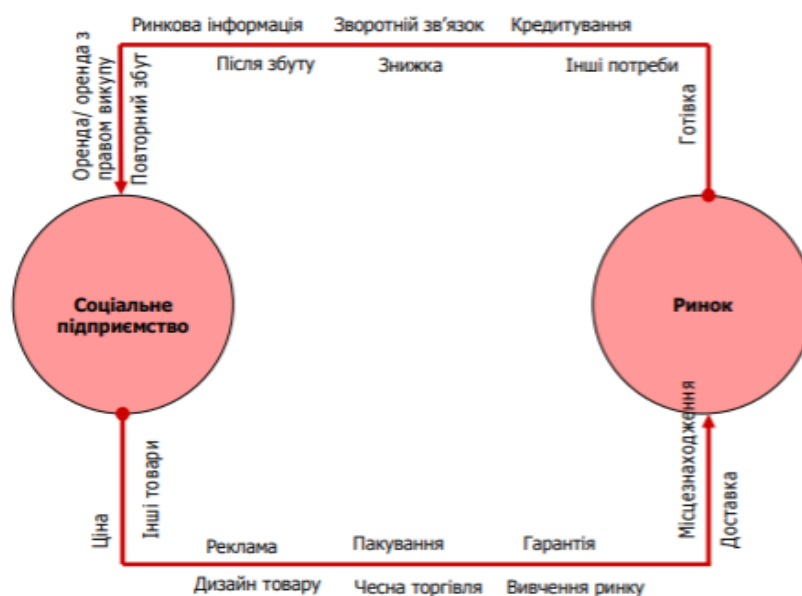 Ринкова інформація Зворотній зв’язок Кредитування
Після збуту Знижка Інші потреби
Оренда/ оренда з
правом викупу
Повторний збут
Готівка
Соціальне
підприємство
Ринок
Ціна
Інші товари
Місцезнаходження
Доставка
Реклама Пакування Гарантія
Дизайн товару Чесна торгівля Вивчення ринку